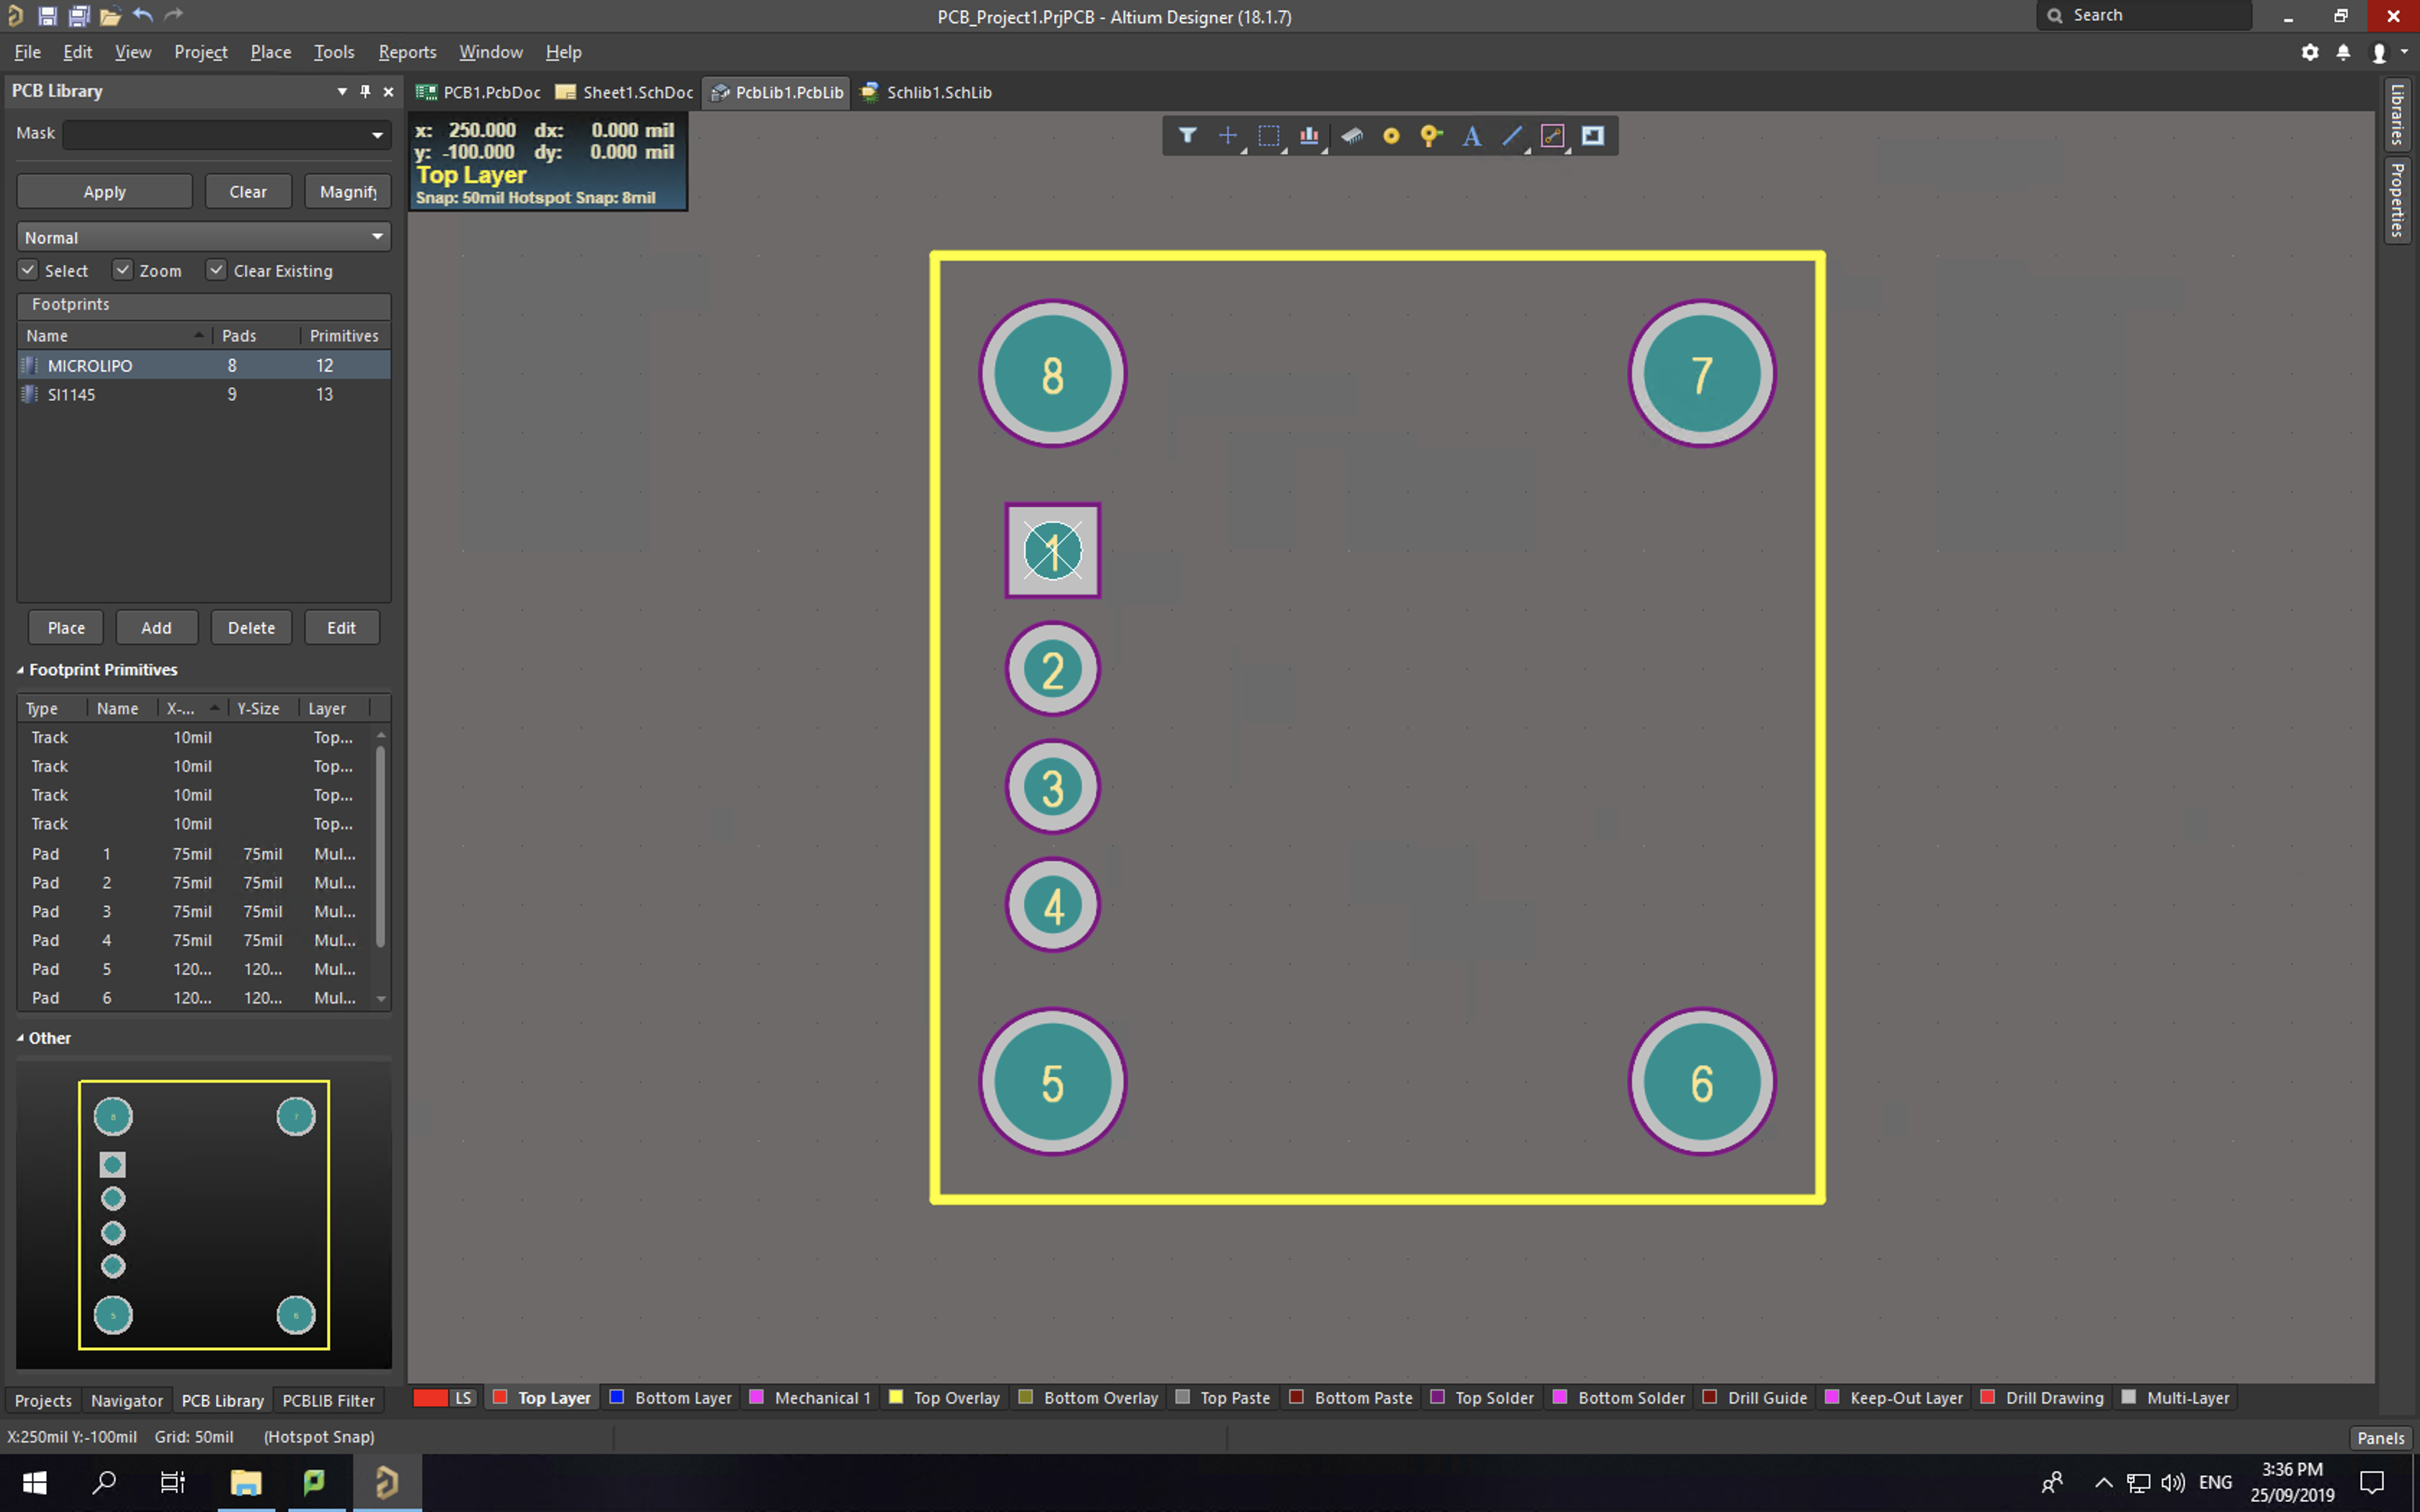 PCB_Project1.PrjPCB - Altium Designer (18.1.7)
Search
File Edit View Project Place Tools Reports Window Help
PCB Library
PCB1.PcbDoc Sheet1.SchDoc PcbLib1.PcbLib Schlib1.SchLib
Libraries
Properties
Mask
x: 250.000 dx: 0.000 mil
y: -100.000 dy: 0.000 mil
Top Layer
Snap: 50mil Hotspot Snap: 8mil
Apply Clear Magnify
Normal
Select Zoom Clear Existing
Footprints
Name Pads Primitives
MICROLIPO 8 12
SI1145 9 13
Place Add Delete Edit
Footprint Primitives
Type Name X-... Y-Size Layer
Track 10mil Top...
Track 10mil Top...
Track 10mil Top...
Track 10mil Top...
Pad 1 75mil 75mil Mul...
Pad 2 75mil 75mil Mul...
Pad 3 75mil 75mil Mul...
Pad 4 75mil 75mil Mul...
Pad 5 120... 120... Mul...
Pad 6 120... 120... Mul...
Other
8 7
1
2
3
4
5 6
Projects Navigator PCB Library PCBLIB Filter
LS Top Layer Bottom Layer Mechanical 1 Top Overlay Bottom Overlay Top Paste Bottom Paste Top Solder Bottom Solder Drill Guide Keep-Out Layer Drill Drawing Multi-Layer
X:250mil Y:-100mil Grid: 50mil (Hotspot Snap)
Panels
ENG
3:36 PM
25/09/2019